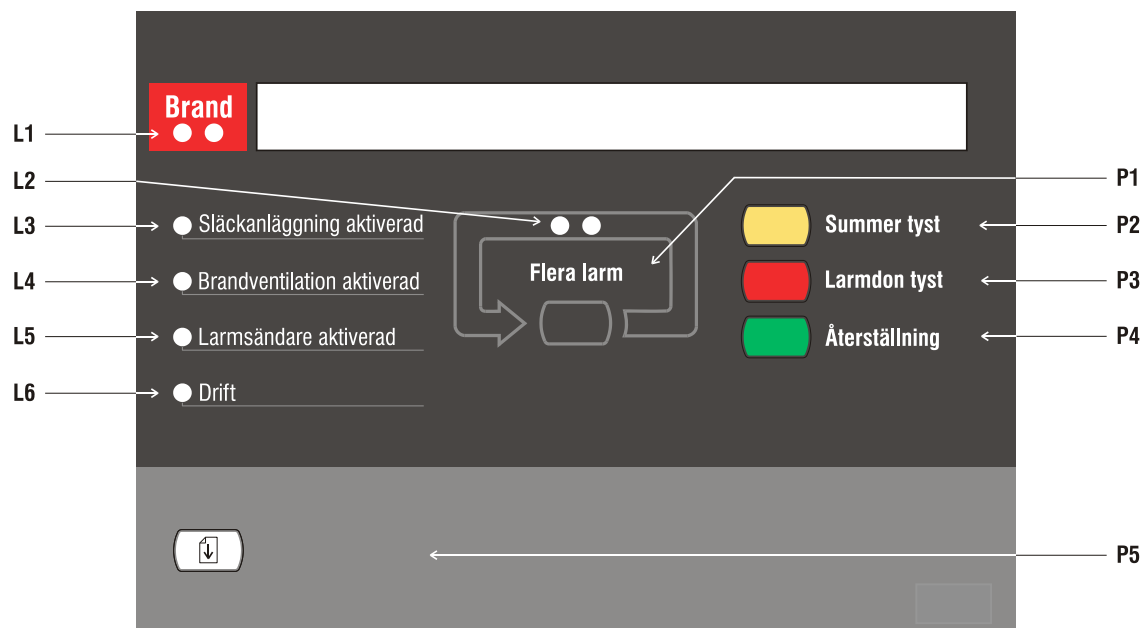 Brand
L1
L2
P1
L3
Släckanläggning aktiverad
Summer tyst
P2
L4
Brandventilation aktiverad
Flera larm
Larmdon tyst
P3
L5
Larmsändare aktiverad
Återställning
P4
L6
Drift
P5